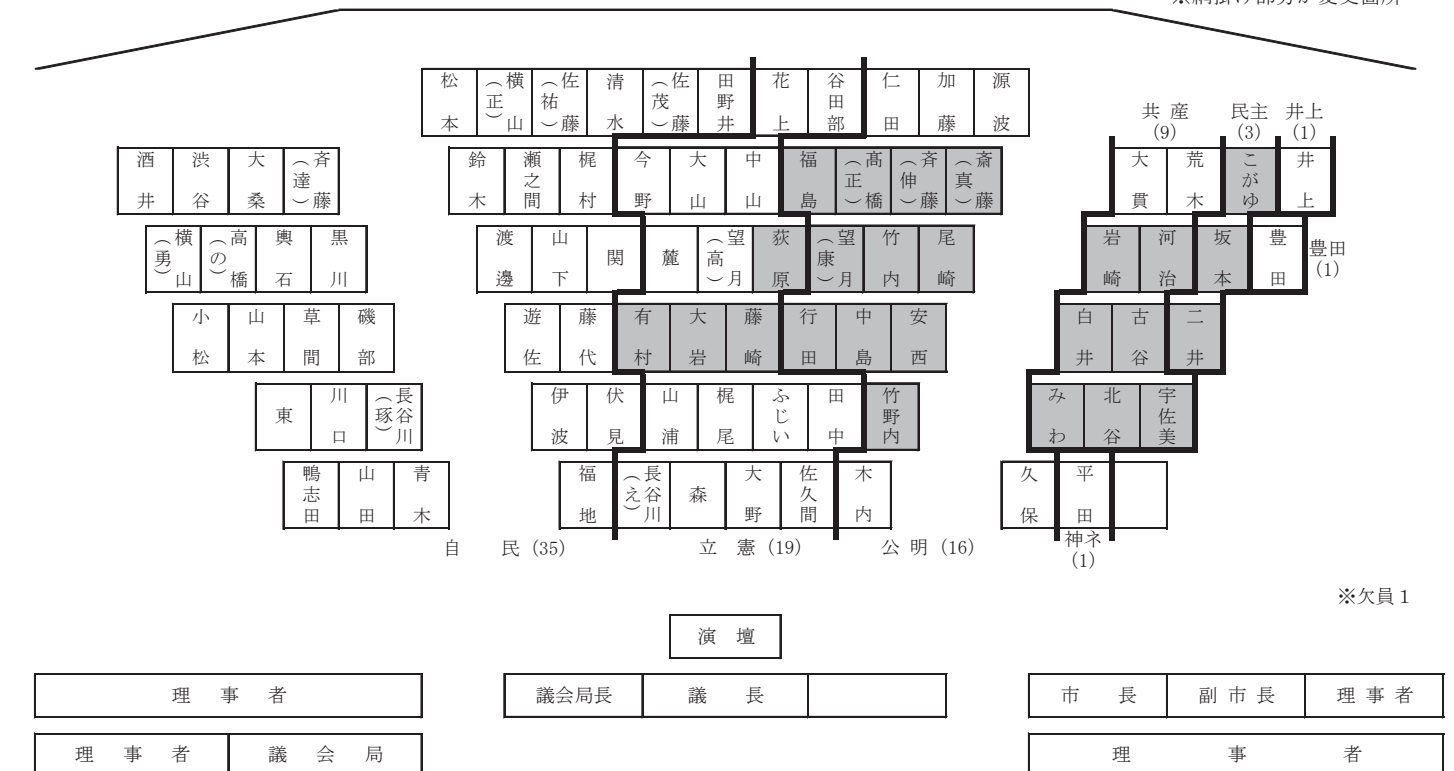 ※網掛け部分が変更箇所
松本 横山(正) 佐藤(祐) 清水 佐藤(茂) 田野井 花上 谷田部 仁田 加藤 源波
共産(9) 民主(3) 井上(1)
酒井 渋谷 大桑 斉藤(達) 鈴木 瀬之間 梶村 今野 大山 中山 福島 髙橋(正) 斉藤(伸) 斎藤(真) 大貫 荒木 こがゆ 井上
横山(勇) 高橋(の) 輿石 黒川 渡邊 山下 関 麓 望月(高) 荻原 望月(康) 竹内 尾崎 岩崎 河治 坂本 豊田 豊田(1)
小松 山本 草間 磯部 遊佐 藤代 有村 大岩 藤崎 行田 中島 安西 白井 古谷 二井
東 川口 長谷川(琢) 伊波 伏見 山浦 梶尾 ふじい 田中 竹野内 みわ 北谷 宇佐美
鴨志田 山田 青木 福地 長谷川(え) 森 大野 佐久間 木内 久保 平田
自民(35) 立憲(19) 公明(16) 神ネ(1)
※欠員1
演壇
理事者 議会局長 議長 市長 副市長 理事者
理事者 議会局 理事者